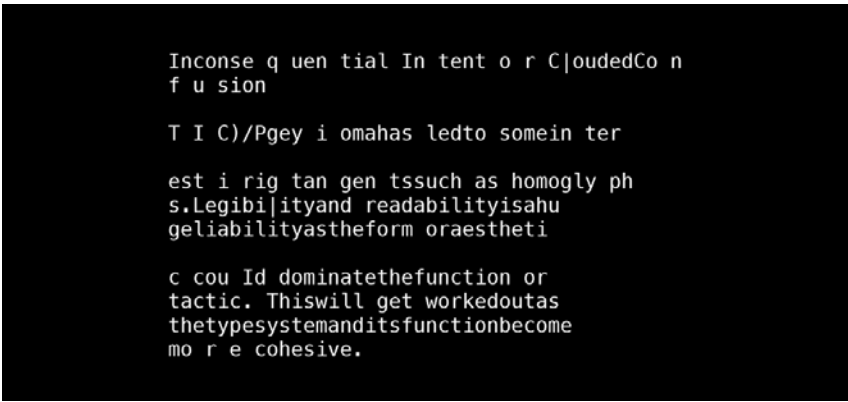 Inconse q uen tial In tent o r C|oudedCo n
f u sion
T I C)/Pgey i omahas ledto somein ter
est i rig tan gen tssuch as homogly ph
s.Legibi|ityand readabilityisahu
geliabilityastheform oraestheti
c cou Id dominatethefunction or
tactic. Thiswill get workedoutas
thetypesystemanditsfunctionbecome
mo r e cohesive.